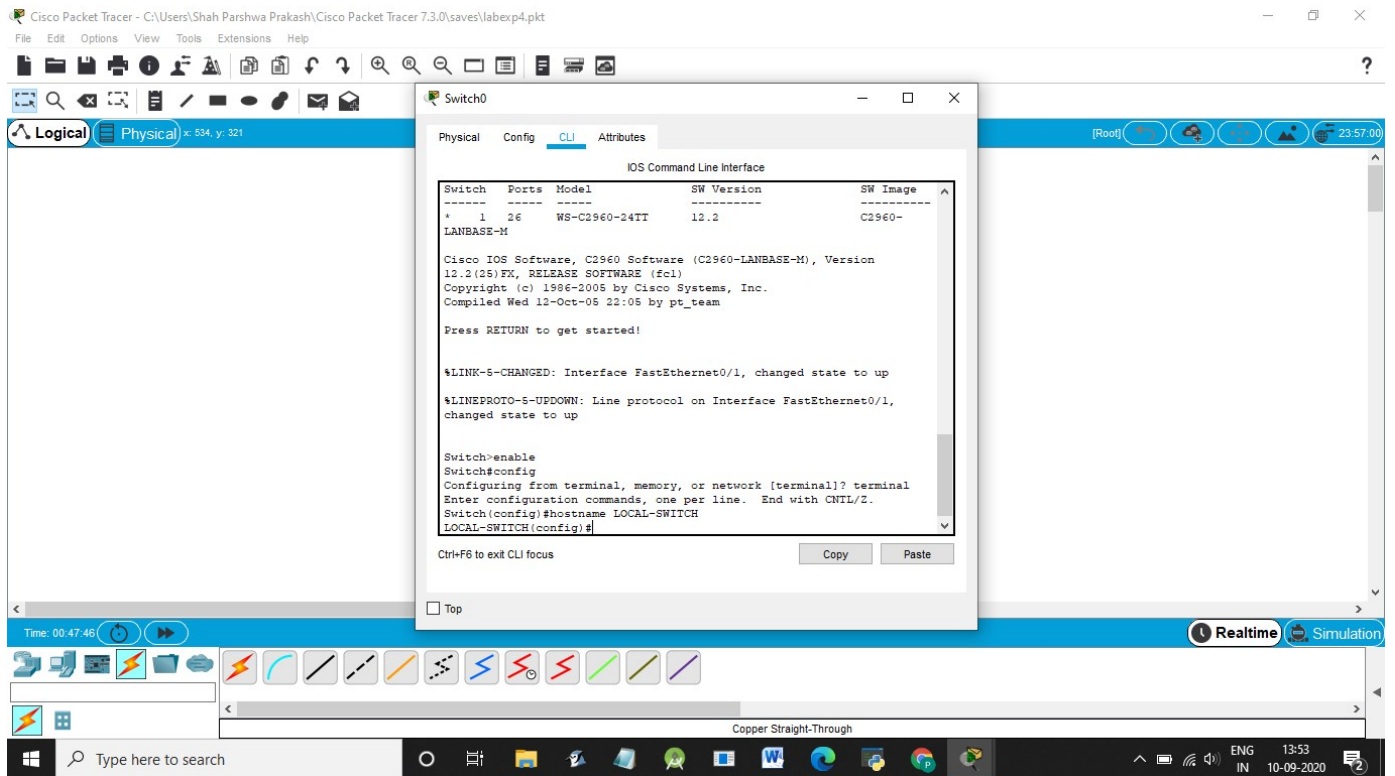 Cisco Packet Tracer - C:\Users\Shah Parshwa Prakash\Cisco Packet Tracer 7.3.0\saves\labexp4.pkt
File Edit Options View Tools Extensions Help
Logical
Physical
x: 534, y: 321
[Root]
23:57:00
Switch0
Physical Config CLI Attributes
IOS Command Line Interface
Switch Ports Model SW Version SW Image
------ ----- ----- ---------- ----------
* 1 26 WS-C2960-24TT 12.2 C2960-
LANBASE-M
Cisco IOS Software, C2960 Software (C2960-LANBASE-M), Version
12.2(25)FX, RELEASE SOFTWARE (fc1)
Copyright (c) 1986-2005 by Cisco Systems, Inc.
Compiled Wed 12-Oct-05 22:05 by pt_team
Press RETURN to get started!
%LINK-5-CHANGED: Interface FastEthernet0/1, changed state to up
%LINEPROTO-5-UPDOWN: Line protocol on Interface FastEthernet0/1,
changed state to up
Switch>enable
Switch#config
Configuring from terminal, memory, or network [terminal]? terminal
Enter configuration commands, one per line. End with CNTL/Z.
Switch(config)#hostname LOCAL-SWITCH
LOCAL-SWITCH(config)#
Ctrl+F6 to exit CLI focus
Copy
Paste
Top
Time: 00:47:46
Realtime
Simulation
Copper Straight-Through
Type here to search
ENG
IN
13:53
10-09-2020
2